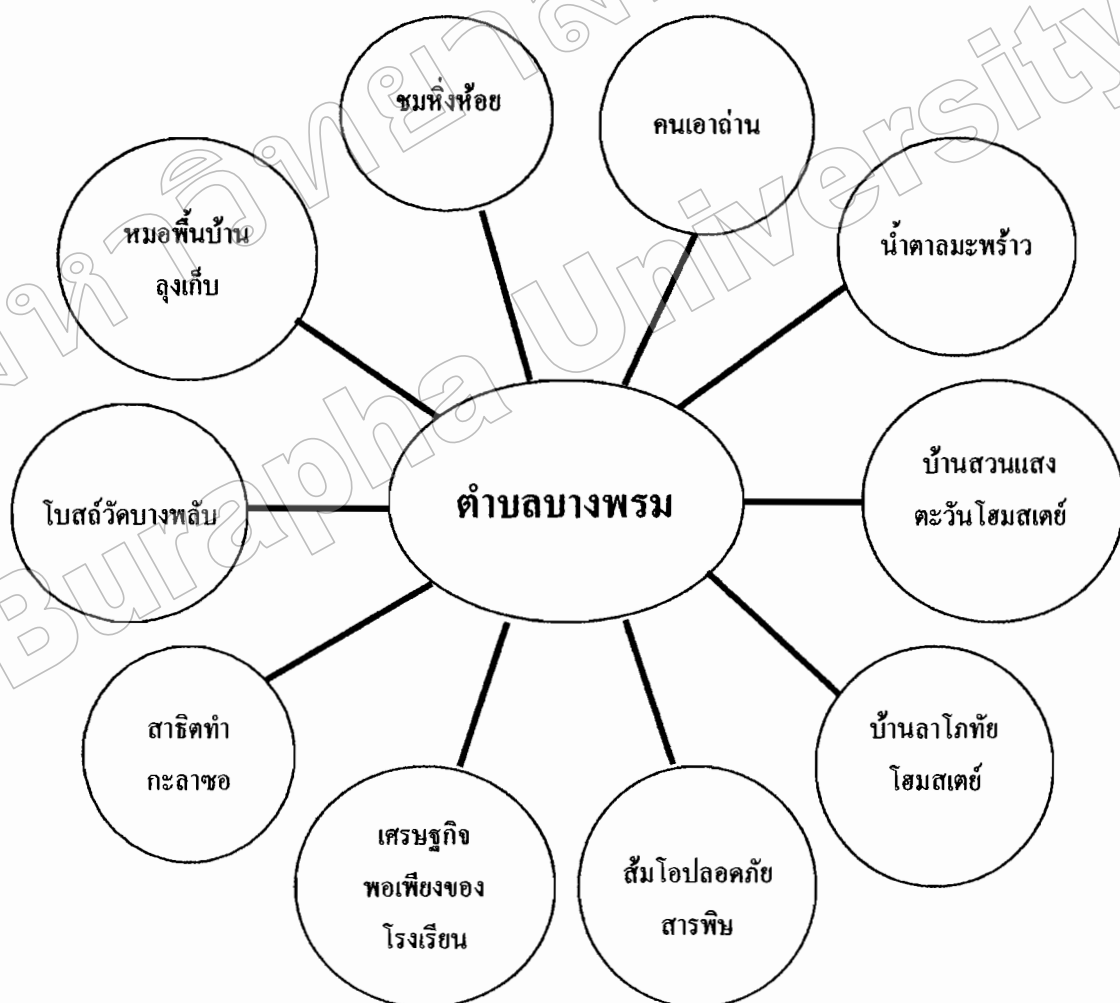 ชมหิ่งห้อย
คนเอาถ่าน
หมอพื้นบ้าน
ลุงเก็บ
น้ำตาลมะพร้าว
โบสถ์วัดบางพลับ
ตำบลบางพรม
บ้านสวนแสง
ตะวันโฮมสเตย์
สาธิตทำ
กะลาซอ
บ้านลาโภทัย
โฮมสเตย์
เศรษฐกิจ
พอเพียงของ
โรงเรียน
ส้มโอปลอดภัย
สารพิษ
Burapha University